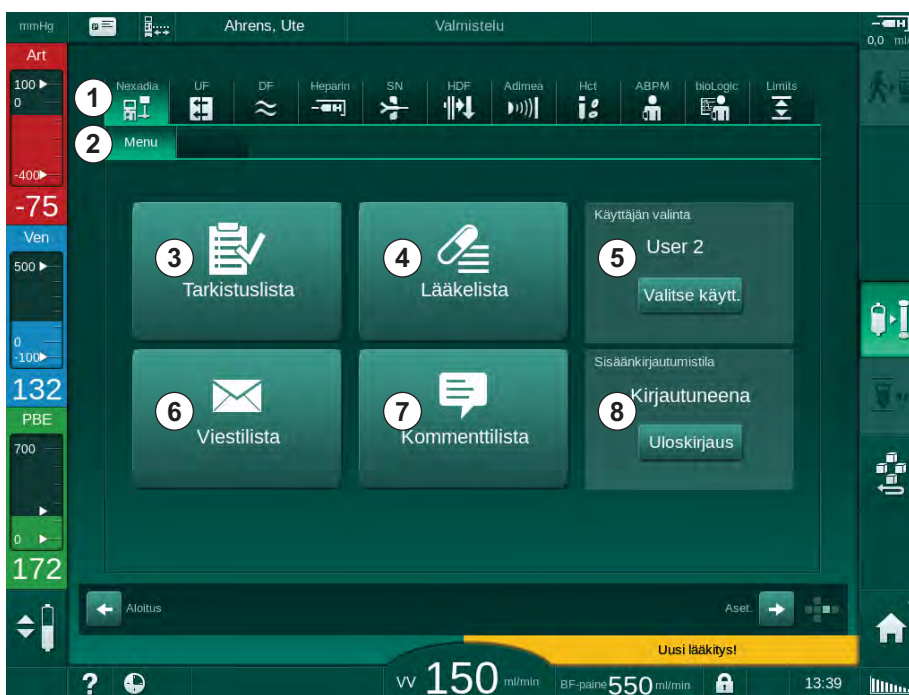 mmHg
Ahrens, Ute
Valmistelu
0,0 ml/
Art
100
0
-400
-75
Ven
500
0
-100
132
PBE
700
0
172
1
Nexadia
UF
DF
Heparin
SN
HDF
Adimea
Hct
ABPM
bioLogic
Limits
2
Menu
3
Tarkistuslista
4
Lääkelista
Käyttäjän valinta
5
User 2
Valitse käytt.
6
Viestilista
7
Kommenttilista
Sisäänkirjautumistila
8
Kirjautuneena
Uloskirjaus
Aloitus
Aset.
Uusi lääkitys!
?
VV 150 ml/min
BF-paine 550 ml/min
13:39